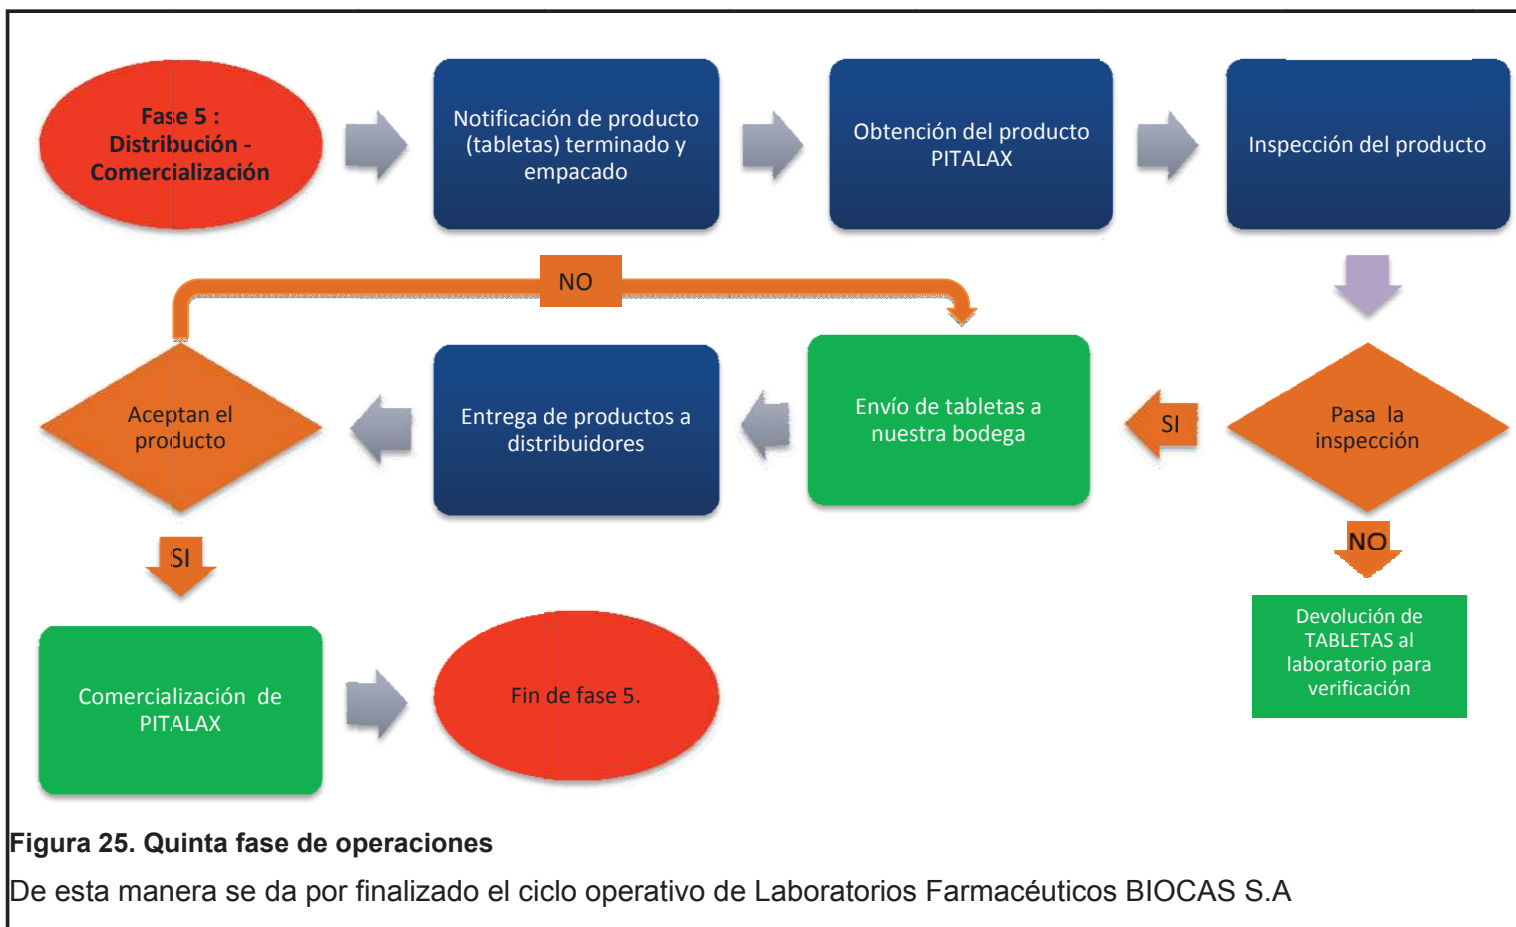 Fase 5 :
Distribución -
Comercialización
Notificación de producto
(tabletas) terminado y
empacado
Obtención del producto
PITALAX
Inspección del producto
NO
Aceptan el
producto
Entrega de productos a
distribuidores
Envío de tabletas a
nuestra bodega
SI
Pasa la
inspección
SI
NO
Devolución de
TABLETAS al
laboratorio para
verificación
Comercialización de
PITALAX
Fin de fase 5.
Figura 25. Quinta fase de operaciones
De esta manera se da por finalizado el ciclo operativo de Laboratorios Farmacéuticos BIOCAS S.A